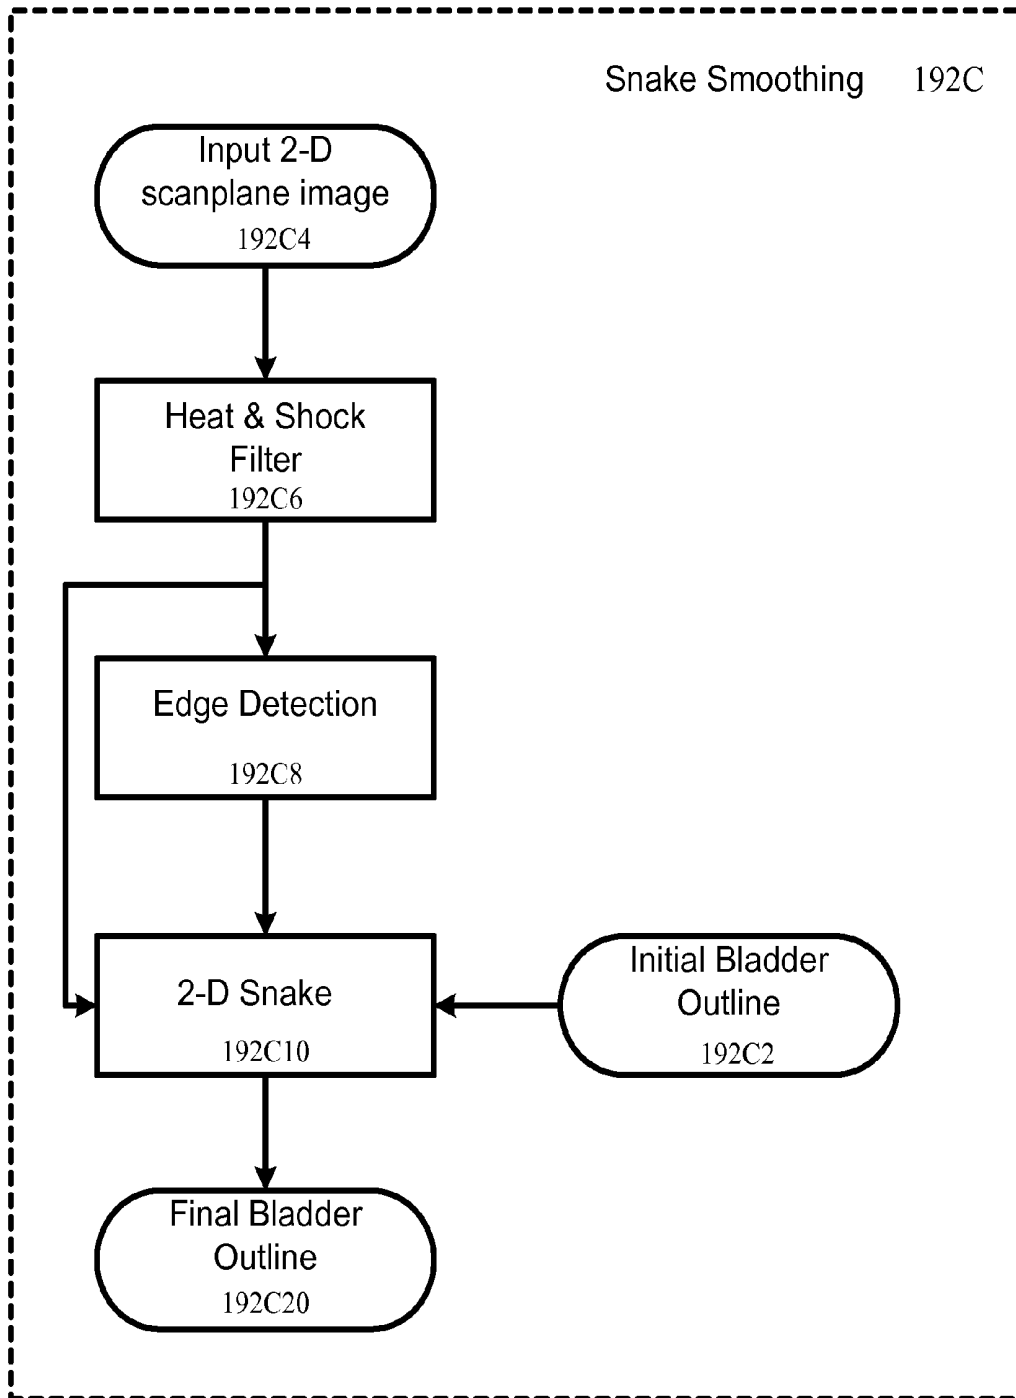 Snake Smoothing 192C
Input 2-D
scanplane image
192C4
Heat & Shock
Filter
192C6
Edge Detection
192C8
2-D Snake
192C10
Initial Bladder
Outline
192C2
Final Bladder
Outline
192C20